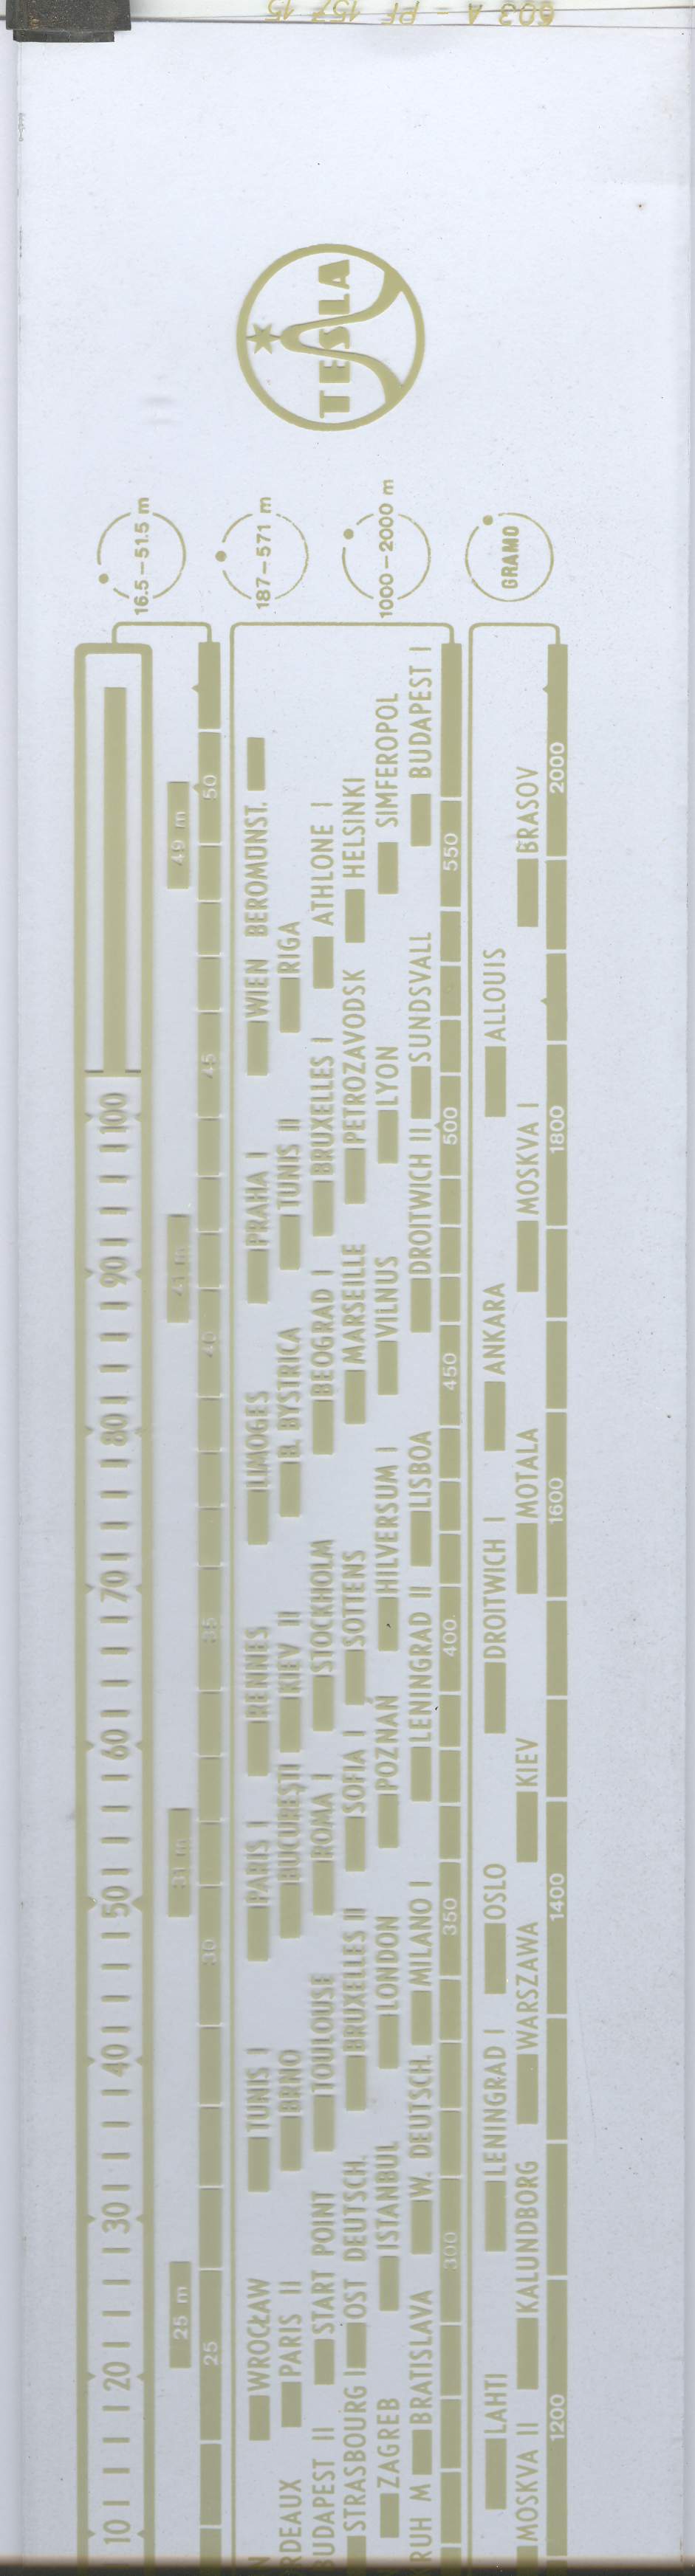 10 20 30 40 50 60 70 80 90 100
16.5–51.5 m
25 m 31 m 41 m 49 m
25 30 35 40 45 50
WROCŁAW TUNIS I PARIS I RENNES LIMOGES PRAHA I WIEN BEROMÜNST.
187–571 m
RDEAUX PARIS II BRNO BUCUREȘTI KIEV II B. BYSTRICA TUNIS II RIGA
BUDAPEST II START POINT TOULOUSE ROMA I STOCKHOLM BEOGRAD I BRUXELLES I ATHLONE I
TESLA
STRASBOURG I OST DEUTSCH. BRUXELLES II SOFIA I SOTTENS MARSEILLE PETROZAVODSK HELSINKI
ZAGREB ISTANBUL LONDON POZNAŃ HILVERSUM I VILNUS LYON SIMFEROPOL
1000–2000 m
RUH M BRATISLAVA W. DEUTSCH. MILANO I LENINGRAD II LISBOA DROITWICH II SUNDSVALL BUDAPEST I
300 350 400 450 500 550
LAHTI LENINGRAD I OSLO DROITWICH I ANKARA ALLOUIS
GRAMO
MOSKVA II KALUNDBORG WARSZAWA KIEV MOTALA MOSKVA I BRASOV
1200 1400 1600 1800 2000
603 A - PF 157 15